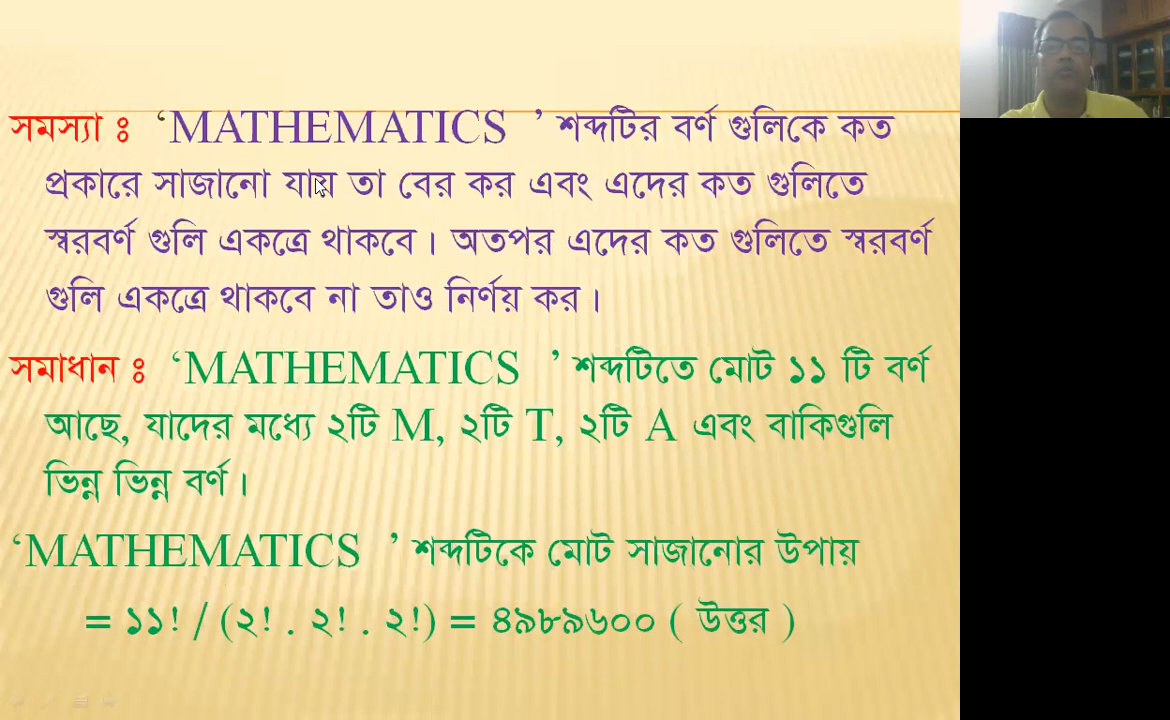 সমস্যা ঃ ‘MATHEMATICS ’ শব্দটির বর্ণ গুলিকে কত
প্রকারে সাজানো যায় তা বের কর এবং এদের কত গুলিতে
স্বরবর্ণ গুলি একত্রে থাকবে। অতপর এদের কত গুলিতে স্বরবর্ণ
গুলি একত্রে থাকবে না তাও নির্ণয় কর।
সমাধান ঃ ‘MATHEMATICS ’ শব্দটিতে মোট ১১ টি বর্ণ
আছে, যাদের মধ্যে ২টি M, ২টি T, ২টি A এবং বাকিগুলি
ভিন্ন ভিন্ন বর্ণ।
‘MATHEMATICS ’ শব্দটিকে মোট সাজানোর উপায়
= ১১! / (২! . ২! . ২!) = ৪৯৮৯৬০০ ( উত্তর )